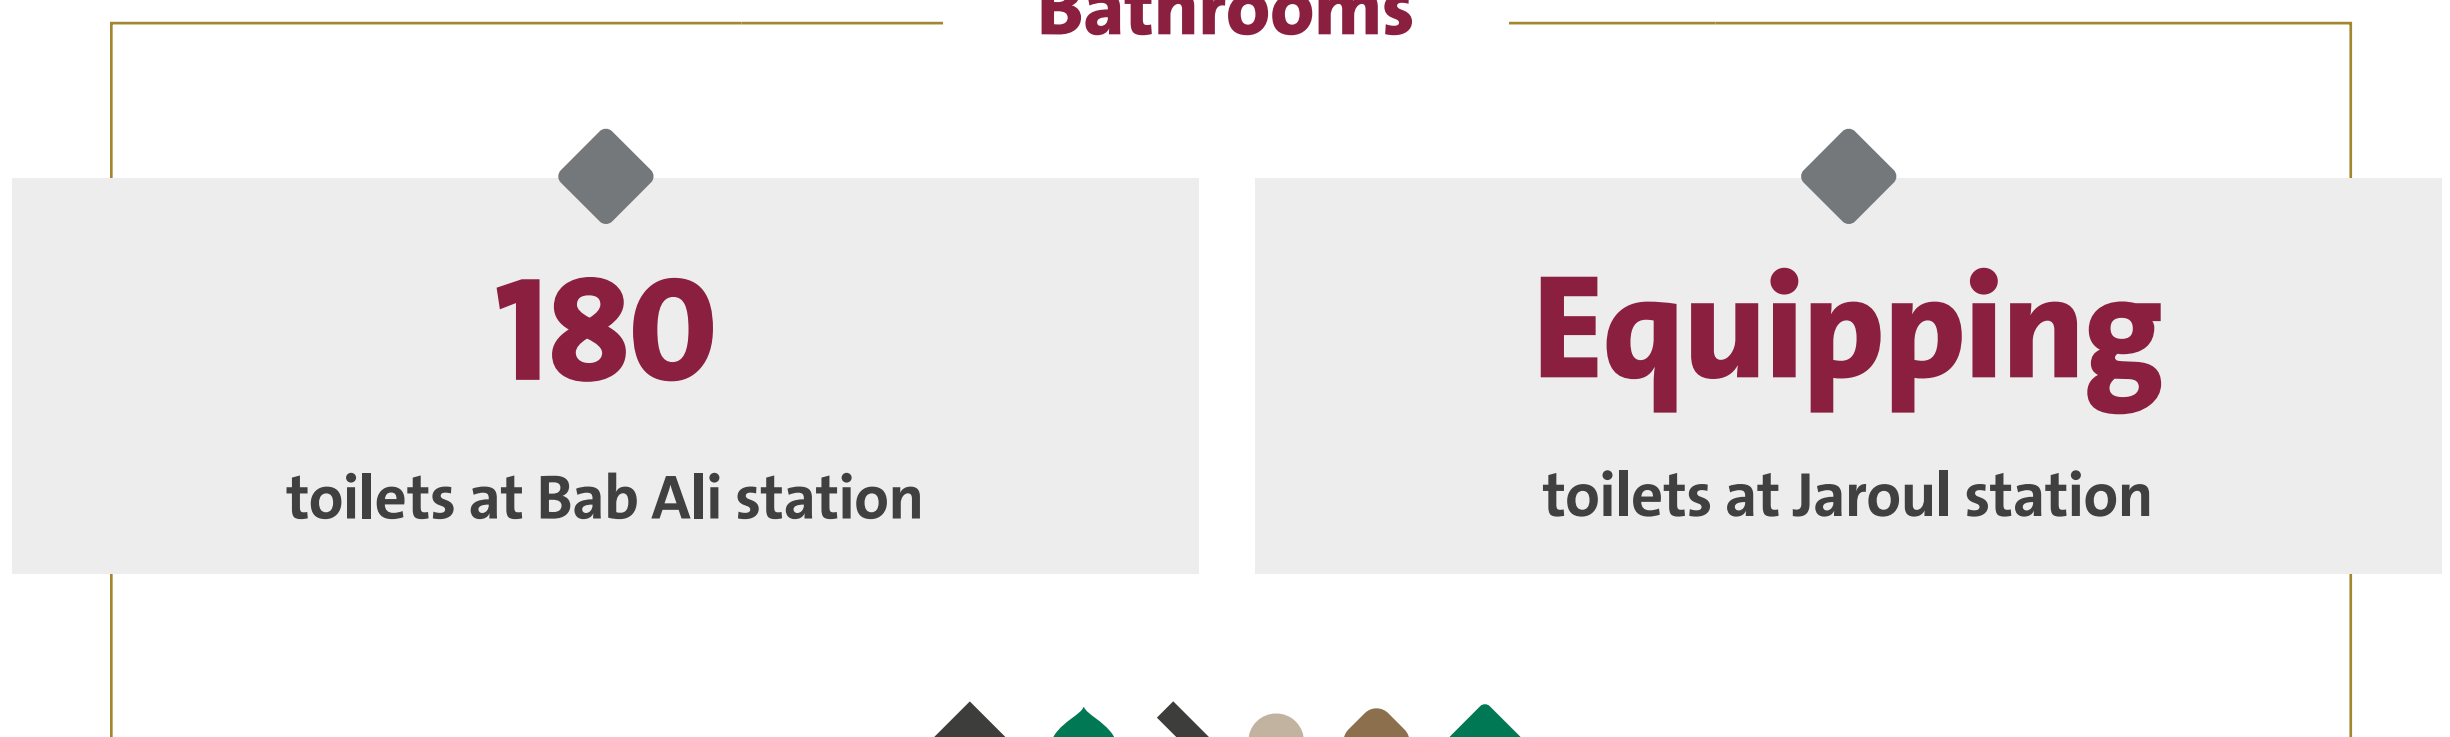 Bathrooms
180
toilets at Bab Ali station
Equipping
toilets at Jaroul station